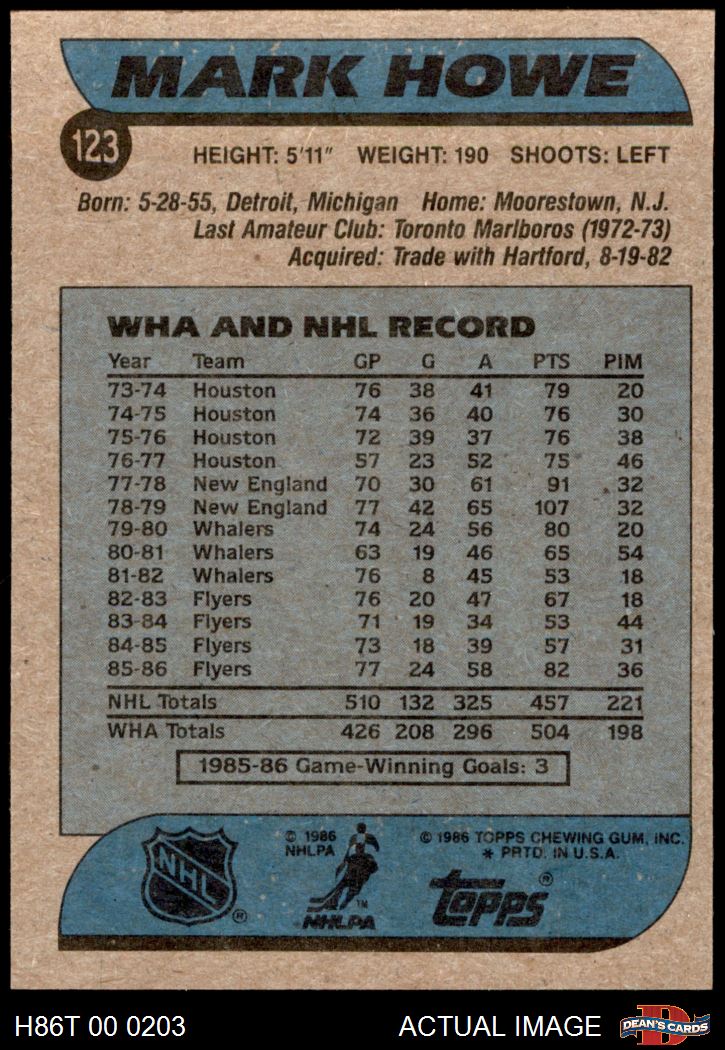 MARK HOWE
123
HEIGHT: 5'11" WEIGHT: 190 SHOOTS: LEFT
Born: 5-28-55, Detroit, Michigan Home: Moorestown, N.J.
Last Amateur Club: Toronto Marlboros (1972-73)
Acquired: Trade with Hartford, 8-19-82
WHA AND NHL RECORD
Year Team GP G A PTS PIM
73-74 Houston 76 38 41 79 20
74-75 Houston 74 36 40 76 30
75-76 Houston 72 39 37 76 38
76-77 Houston 57 23 52 75 46
77-78 New England 70 30 61 91 32
78-79 New England 77 42 65 107 32
79-80 Whalers 74 24 56 80 20
80-81 Whalers 63 19 46 65 54
81-82 Whalers 76 8 45 53 18
82-83 Flyers 76 20 47 67 18
83-84 Flyers 71 19 34 53 44
84-85 Flyers 73 18 39 57 31
85-86 Flyers 77 24 58 82 36
NHL Totals 510 132 325 457 221
WHA Totals 426 208 296 504 198
1985-86 Game-Winning Goals: 3
NHL ®
© 1986
NHLPA
NHLPA ™
© 1986 TOPPS CHEWING GUM, INC.
* PRTD. IN U.S.A.
topps ®
H86T 00 0203 ACTUAL IMAGE
D
DEAN'S CARDS